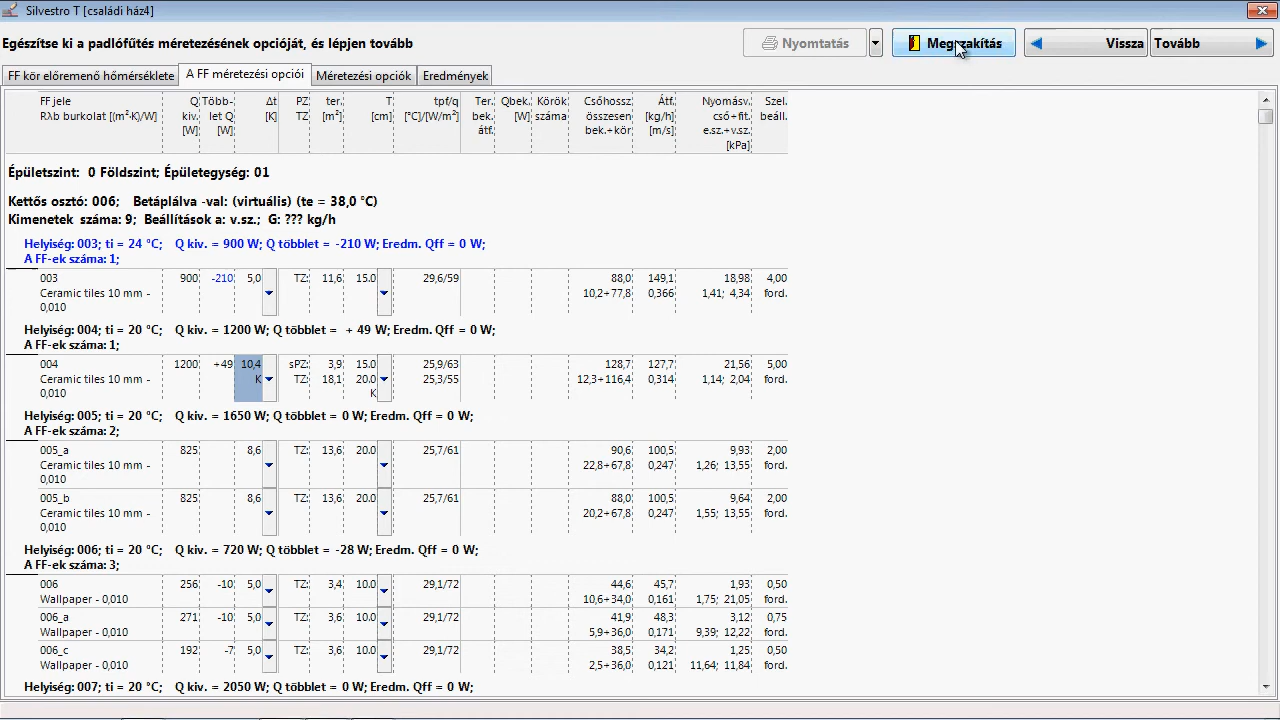 Silvestro T [családi ház4]
Egészítse ki a padlófűtés méretezésének opcióját, és lépjen tovább
Nyomtatás Megszakítás Vissza Tovább
FF kör előremenő hőmérséklete A FF méretezési opciói Méretezési opciók Eredmények
FF jele Q Több- Δt PZ ter. T tpf/q Ter. Qbek. Körök Csőhossz Átf. Nyomásv. Szel.
Rλb burkolat [(m²·K)/W] kiv. let Q [K] TZ [m²] [cm] [°C]/[W/m²] bek. [W] száma összesen [kg/h] cső+fit. beáll.
[W] [W] átf. bek.+kör [m/s] e.sz.+v.sz.
[kPa]
Épületszint: 0 Földszint; Épületegység: 01
Kettős osztó: 006; Betáplálva -val: (virtuális) (te = 38,0 °C)
Kimenetek száma: 9; Beállítások a: v.sz.; G: ??? kg/h
Helyiség: 003; ti = 24 °C; Q kiv. = 900 W; Q többlet = -210 W; Eredm. Qff = 0 W;
A FF-ek száma: 1;
003 900 -210 5,0 TZ: 11,6 15.0 29,6/59 88,0 149,1 18,98 4,00
Ceramic tiles 10 mm - 10,2+77,8 0,366 1,41; 4,34 ford.
0,010
Helyiség: 004; ti = 20 °C; Q kiv. = 1200 W; Q többlet = + 49 W; Eredm. Qff = 0 W;
A FF-ek száma: 1;
004 1200 +49 10,4 sPZ: 3,9 15.0 25,9/63 128,7 127,7 21,56 5,00
Ceramic tiles 10 mm - K TZ: 18,1 20.0 25,3/55 12,3+116,4 0,314 1,14; 2,04 ford.
0,010 K
Helyiség: 005; ti = 20 °C; Q kiv. = 1650 W; Q többlet = 0 W; Eredm. Qff = 0 W;
A FF-ek száma: 2;
005_a 825 8,6 TZ: 13,6 20.0 25,7/61 90,6 100,5 9,93 2,00
Ceramic tiles 10 mm - 22,8+67,8 0,247 1,26; 13,55 ford.
0,010
005_b 825 8,6 TZ: 13,6 20.0 25,7/61 88,0 100,5 9,64 2,00
Ceramic tiles 10 mm - 20,2+67,8 0,247 1,55; 13,55 ford.
0,010
Helyiség: 006; ti = 20 °C; Q kiv. = 720 W; Q többlet = -28 W; Eredm. Qff = 0 W;
A FF-ek száma: 3;
006 256 -10 5,0 TZ: 3,4 10.0 29,1/72 44,6 45,7 1,93 0,50
Wallpaper - 0,010 10,6+34,0 0,161 1,75; 21,05 ford.
006_a 271 -10 5,0 TZ: 3,6 10.0 29,1/72 41,9 48,3 3,12 0,75
Wallpaper - 0,010 5,9+36,0 0,171 9,39; 12,22 ford.
006_c 192 -7 5,0 TZ: 3,6 10.0 29,1/72 38,5 34,2 1,25 0,50
Wallpaper - 0,010 2,5+36,0 0,121 11,64; 11,84 ford.
Helyiség: 007; ti = 20 °C; Q kiv. = 2050 W; Q többlet = 0 W; Eredm. Qff = 0 W;